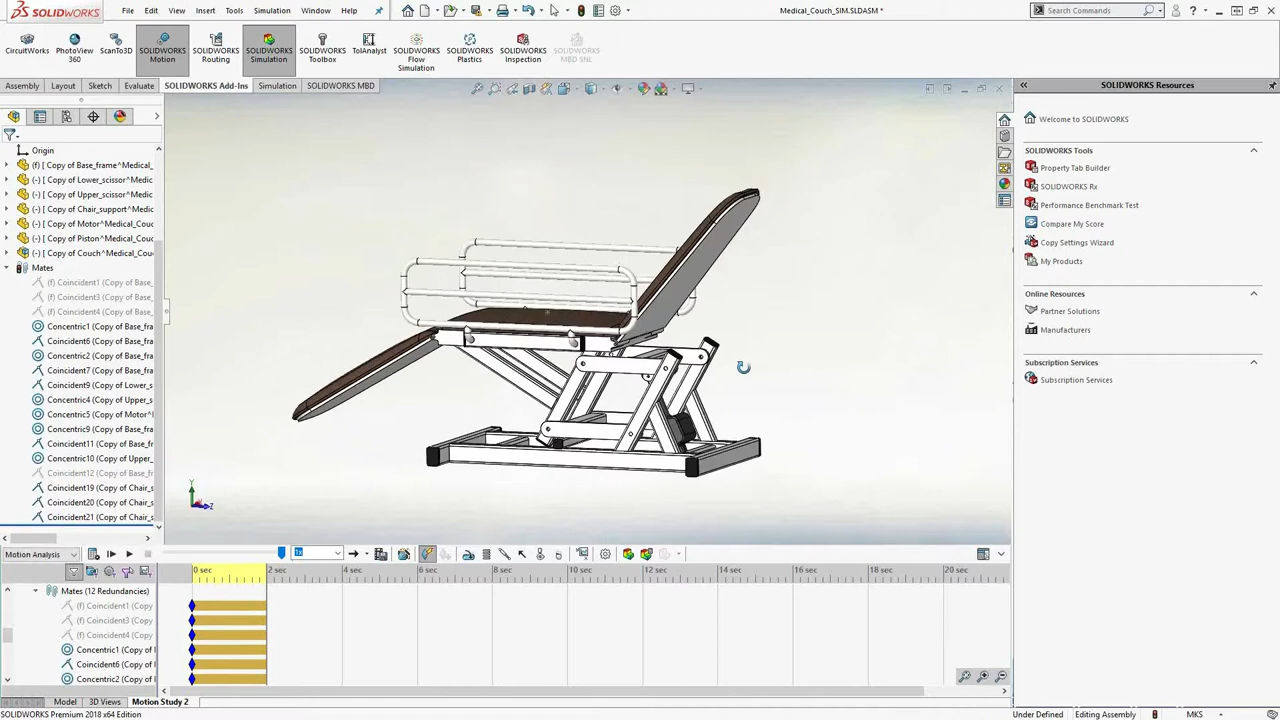 SOLIDWORKS
File Edit View Insert Tools Simulation Window Help
Medical_Couch_SIM.SLDASM *
Search Commands
CircuitWorks
PhotoView 360
ScanTo3D
SOLIDWORKS Motion
SOLIDWORKS Routing
SOLIDWORKS Simulation
SOLIDWORKS Toolbox
TolAnalyst
SOLIDWORKS Flow Simulation
SOLIDWORKS Plastics
SOLIDWORKS Inspection
SOLIDWORKS MBD SNL
Assembly Layout Sketch Evaluate SOLIDWORKS Add-Ins Simulation SOLIDWORKS MBD
Origin
(f) [ Copy of Base_frame^Medical_
(-) [ Copy of Lower_scissor^Medic
(-) [ Copy of Upper_scissor^Medic
(-) [ Copy of Chair_support^Medic
(-) [ Copy of Motor^Medical_Couc
(-) [ Copy of Piston^Medical_Couc
(-) [ Copy of Couch^Medical_Couc
Mates
(f) Coincident1 (Copy of Base_
(f) Coincident3 (Copy of Base_
(f) Coincident4 (Copy of Base_
Concentric1 (Copy of Base_fra
Coincident6 (Copy of Base_fra
Concentric2 (Copy of Base_fra
Coincident7 (Copy of Base_fra
Coincident9 (Copy of Lower_s
Concentric4 (Copy of Upper_s
Concentric5 (Copy of Motor^
Concentric9 (Copy of Base_fra
Coincident11 (Copy of Base_f
Concentric10 (Copy of Upper_
Coincident12 (Copy of Base_fr
Coincident19 (Copy of Chair_s
Coincident20 (Copy of Chair_s
Coincident21 (Copy of Chair_s
Y
Z
SOLIDWORKS Resources
Welcome to SOLIDWORKS
SOLIDWORKS Tools
Property Tab Builder
SOLIDWORKS Rx
Performance Benchmark Test
Compare My Score
Copy Settings Wizard
My Products
Online Resources
Partner Solutions
Manufacturers
Subscription Services
Subscription Services
Motion Analysis
1x
0 sec 2 sec 4 sec 6 sec 8 sec 10 sec 12 sec 14 sec 16 sec 18 sec 20 sec
Mates (12 Redundancies)
(f) Coincident1 (Copy
(f) Coincident3 (Copy
(f) Coincident4 (Copy
Concentric1 (Copy of I
Coincident6 (Copy of I
Concentric2 (Copy of I
Model 3D Views Motion Study 2
SOLIDWORKS Premium 2018 x64 Edition
Under Defined Editing Assembly MKS